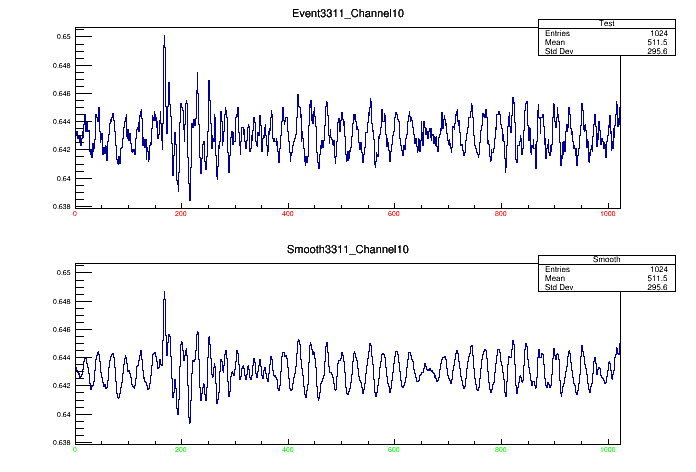 Event3311_Channel10
Test
Entries 1024
Mean 511.5
Std Dev 295.6
0.65
0.648
0.646
0.644
0.642
0.64
0.638
0 200 400 600 800 1000
Smooth3311_Channel10
Smooth
Entries 1024
Mean 511.5
Std Dev 295.6
0.65
0.648
0.646
0.644
0.642
0.64
0.638
0 200 400 600 800 1000